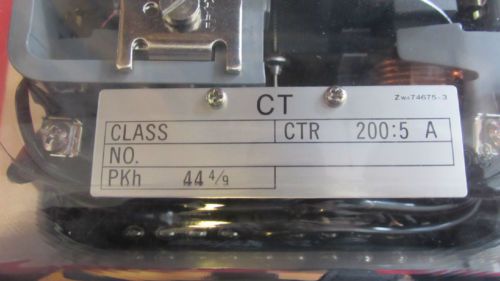 CT
Zw=74675-3
CLASS CTR 200:5 A
NO.
PKh 44 4/9